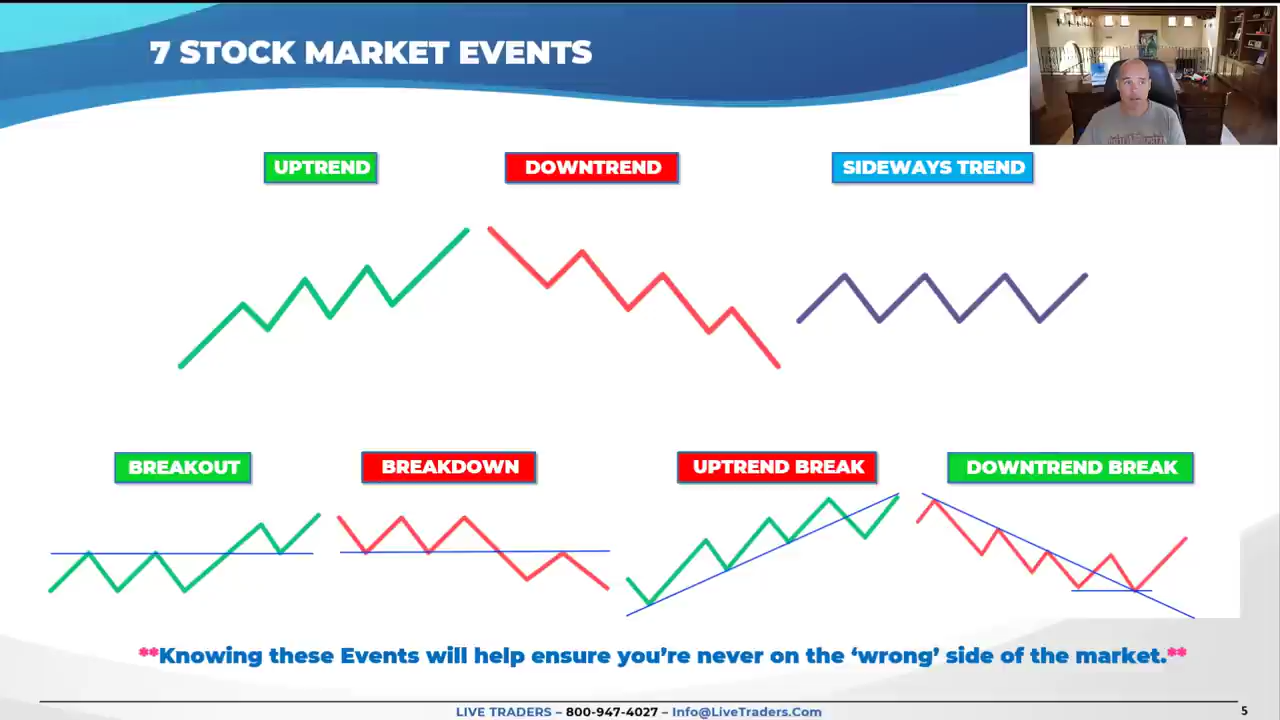 7 STOCK MARKET EVENTS
UPTREND
DOWNTREND
SIDEWAYS TREND
BREAKOUT
BREAKDOWN
UPTREND BREAK
DOWNTREND BREAK
**Knowing these Events will help ensure you’re never on the ‘wrong’ side of the market.**
LIVE TRADERS – 800-947-4027 – Info@LiveTraders.Com
5